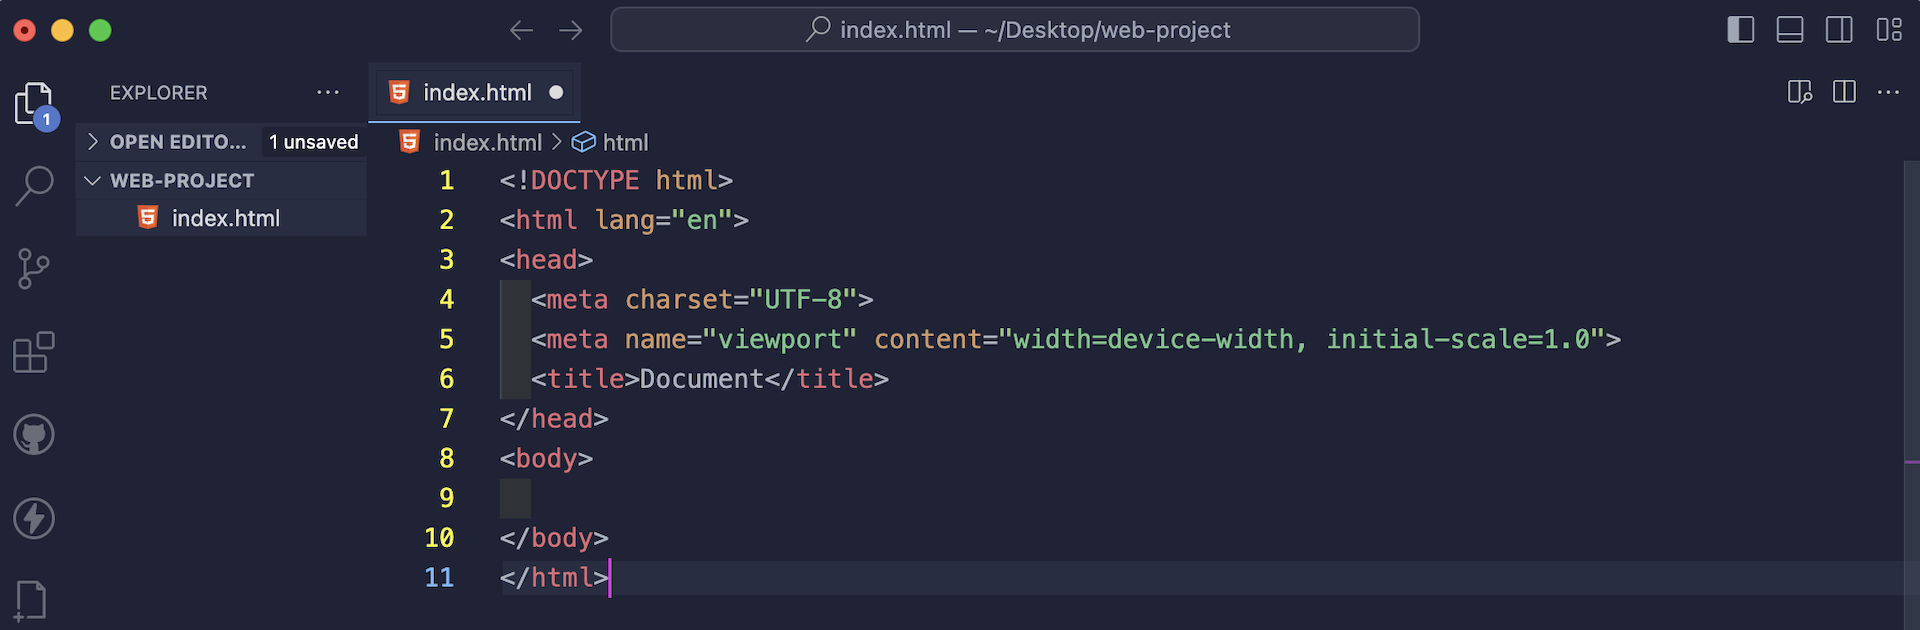 index.html — ~/Desktop/web-project
EXPLORER
1
OPEN EDITO... 1 unsaved
WEB-PROJECT
index.html
index.html
index.html > html
1 <!DOCTYPE html>
2 <html lang="en">
3 <head>
4 <meta charset="UTF-8">
5 <meta name="viewport" content="width=device-width, initial-scale=1.0">
6 <title>Document</title>
7 </head>
8 <body>
9
10 </body>
11 </html>